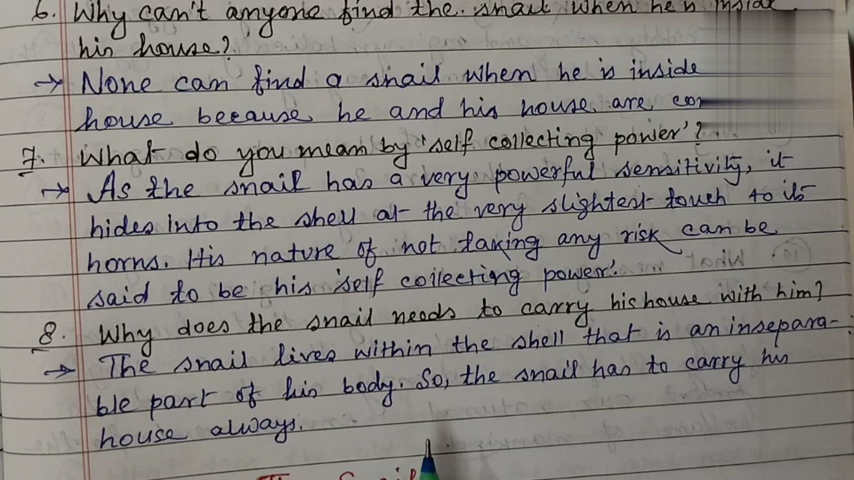 6. Why can't anyone find the snail when he is inside
his house?
→ None can find a snail when he is inside
house because he and his house are
7. What do you mean by 'self collecting power'?
→ As the snail has a very powerful sensitivity, it
hides into the shell at the very slightest touch to its
horns. His nature of not taking any risk can be
said to be his 'self collecting power'.
8. Why does the snail needs to carry his house with him?
→ The snail lives within the shell that is an insepara-
ble part of his body. So, the snail has to carry his
house always.